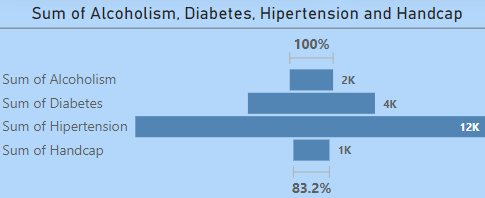 Sum of Alcoholism, Diabetes, Hipertension and Handcap
100%
Sum of Alcoholism 2K
Sum of Diabetes 4K
Sum of Hipertension 12K
Sum of Handcap 1K
83.2%